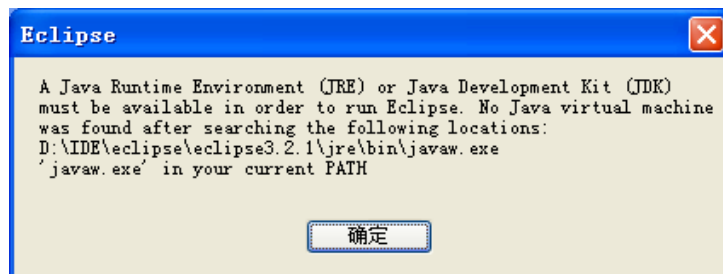 Eclipse
A Java Runtime Environment (JRE) or Java Development Kit (JDK)
must be available in order to run Eclipse. No Java virtual machine
was found after searching the following locations:
D:\IDE\eclipse\eclipse3.2.1\jre\bin\javaw.exe
'javaw.exe' in your current PATH
确定